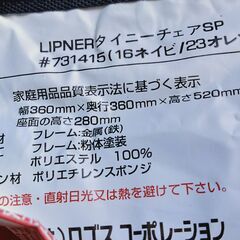 LIPNERタイニーチェアSP
#731415(16ネイビ/23オレ
家庭用品品質表示法に基づく表示
幅360mm×奥行360mm×高さ520mm
座面の高さ280mm
フレーム:金属(鉄)
フレーム:粉体塗装
ポリエステル 100%
ン材 ポリエチレンスポンジ
の注意・直射日光又は熱を避けて下さい
ロゴス コーポレーション